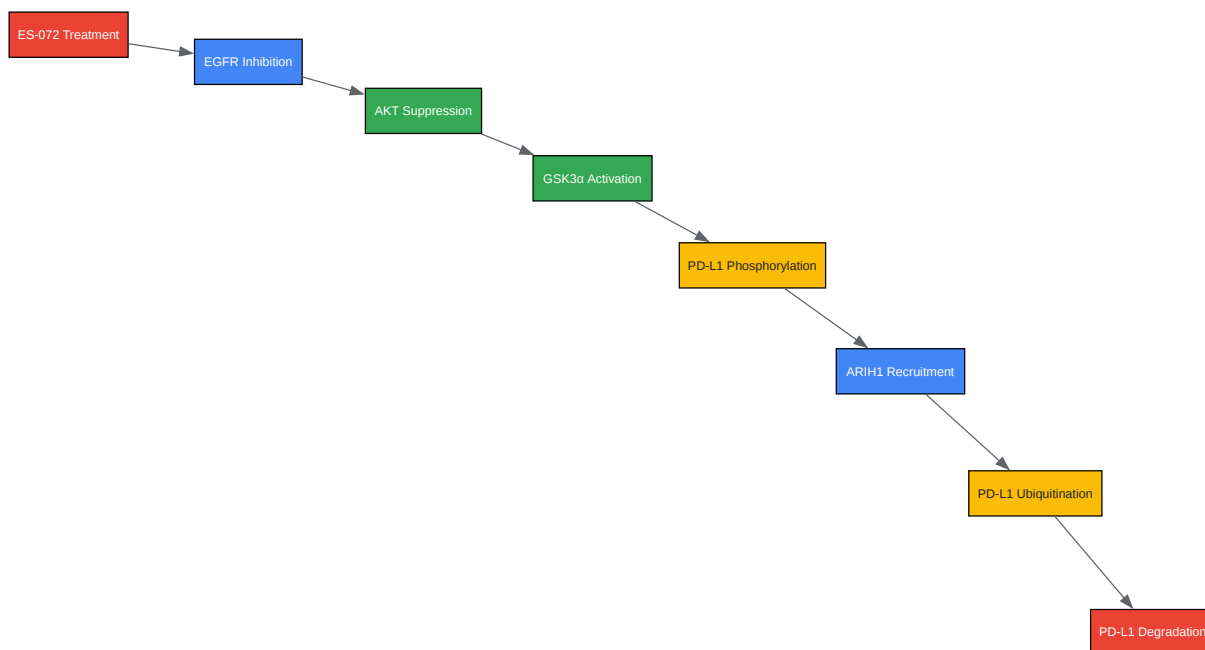 ES-072 Treatment
EGFR Inhibition
AKT Suppression
GSK3α Activation
PD-L1 Phosphorylation
ARIH1 Recruitment
PD-L1 Ubiquitination
PD-L1 Degradation